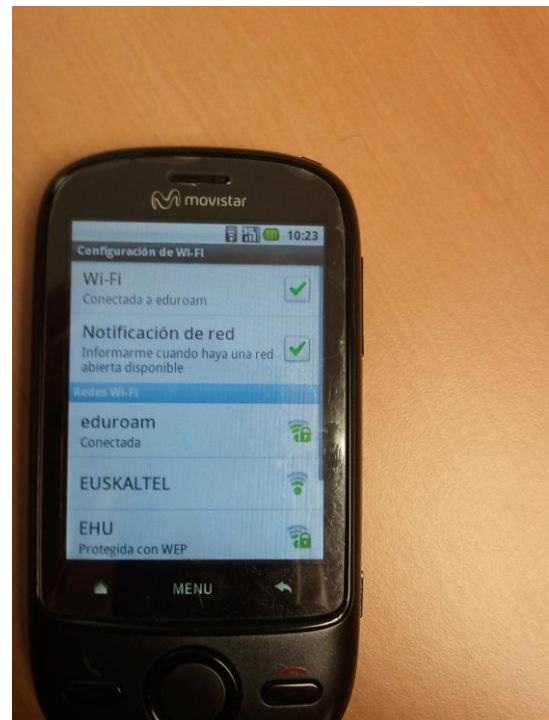 movistar
3G
10:23
Configuración de Wi-Fi
Wi-Fi
Conectada a eduroam
Notificación de red
Informarme cuando haya una red
abierta disponible
Redes Wi-Fi
eduroam
Conectada
EUSKALTEL
EHU
Protegida con WEP
MENU